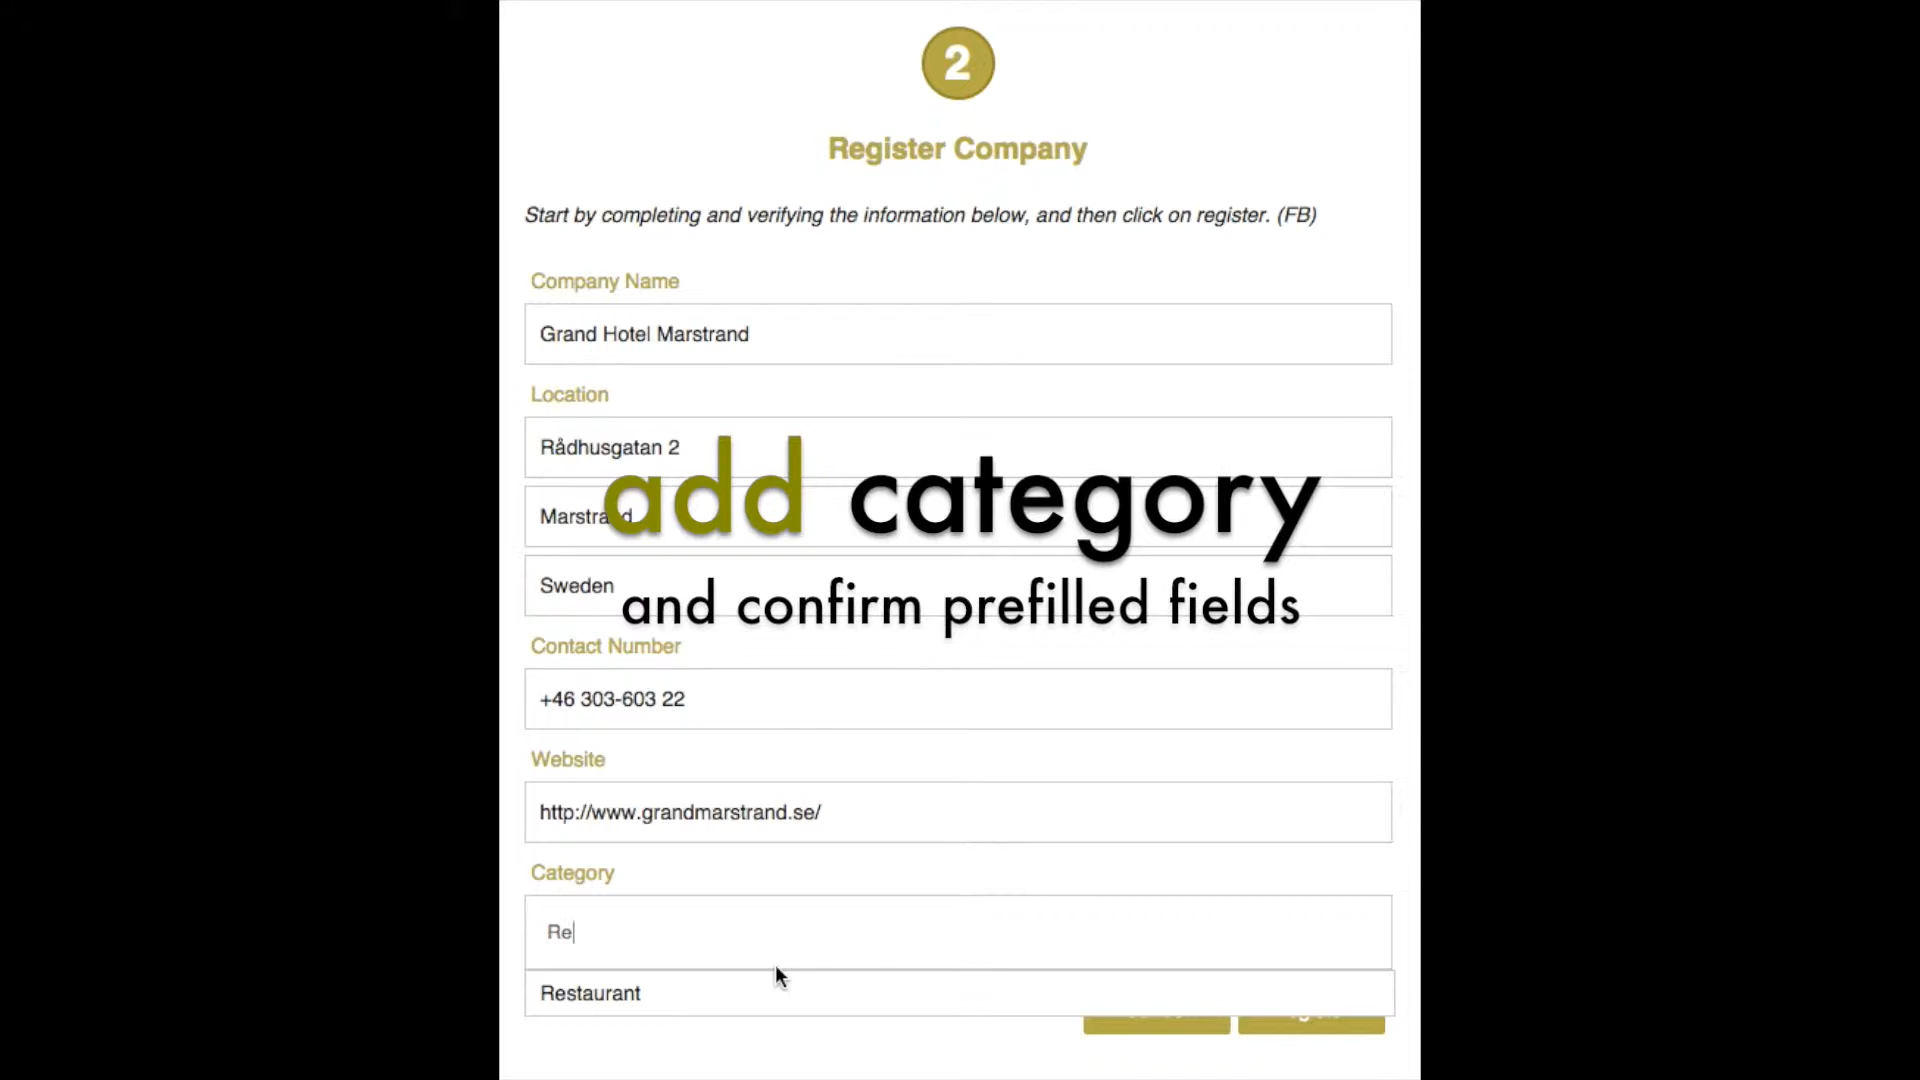 2
Register Company
Start by completing and verifying the information below, and then click on register. (FB)
Company Name
Grand Hotel Marstrand
Location
Rådhusgatan 2
add category
Marstrand
Sweden
and confirm prefilled fields
Contact Number
+46 303-603 22
Website
http://www.grandmarstrand.se/
Category
Re
Restaurant